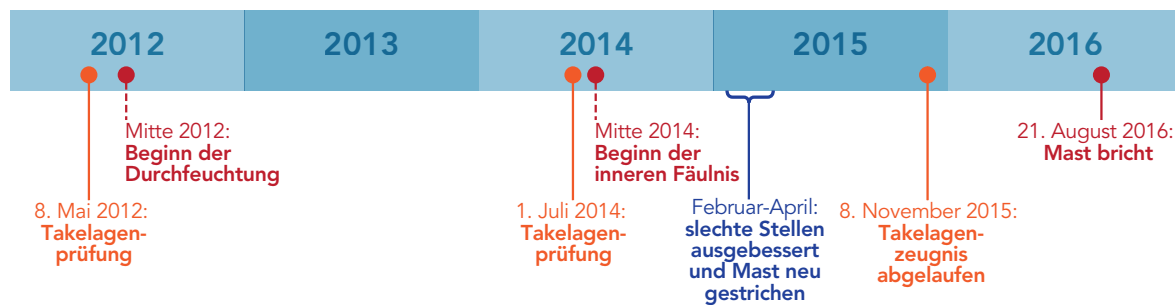 2012
2013
2014
2015
2016
Mitte 2012:
Beginn der
Durchfeuchtung
Mitte 2014:
Beginn der
inneren Fäulnis
21. August 2016:
Mast bricht
8. Mai 2012:
Takelagen-
prüfung
1. Juli 2014:
Takelagen-
prüfung
Februar-April:
slechte Stellen
ausgebessert
und Mast neu
gestrichen
8. November 2015:
Takelagen-
zeugnis
abgelaufen